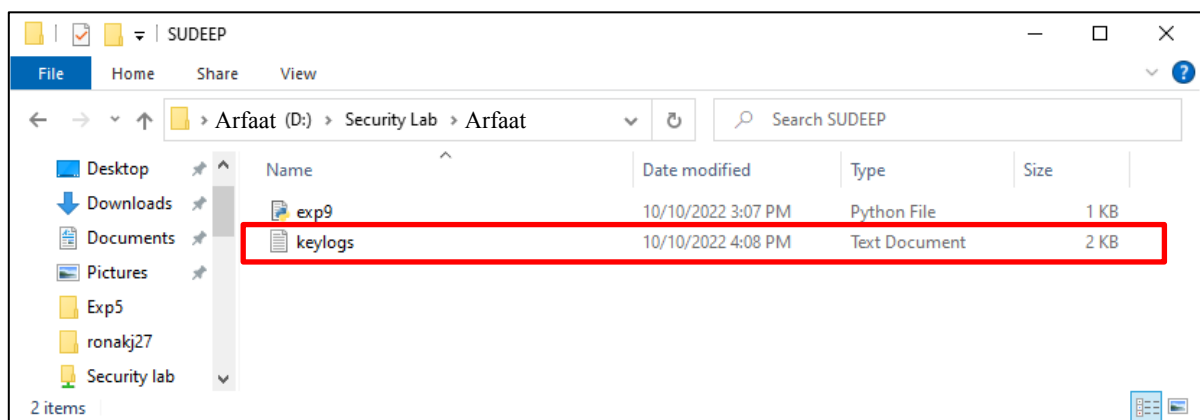 SUDEEP
File Home Share View
Arfaat (D:) > Security Lab > Arfaat Search SUDEEP
Desktop
Downloads
Documents
Pictures
Exp5
ronakj27
Security lab
Name Date modified Type Size
exp9 10/10/2022 3:07 PM Python File 1 KB
keylogs 10/10/2022 4:08 PM Text Document 2 KB
2 items